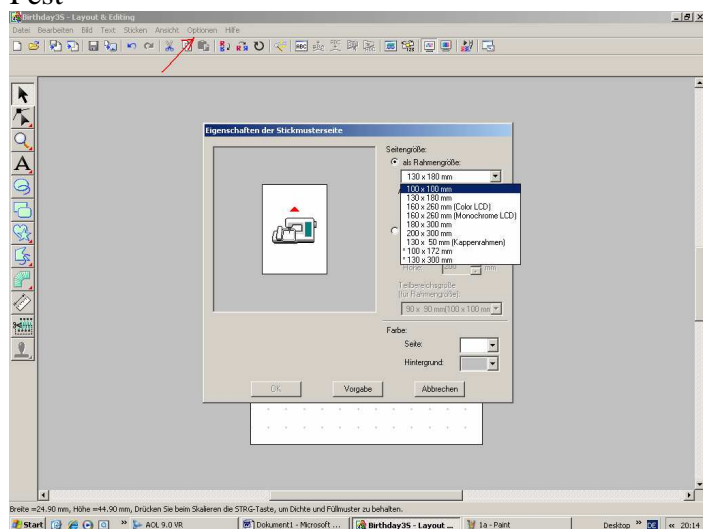 Fest
Birthday3S - Layout & Editing
Datei Bearbeiten Bild Text Sticken Ansicht Optionen Hilfe
ABC
A
Eigenschaften der Stickmusterseite
Seitengröße:
als Rahmengröße:
130 x 180 mm
100 x 100 mm
130 x 180 mm
160 x 260 mm (Color LCD)
160 x 260 mm (Monochrome LCD)
180 x 300 mm
200 x 300 mm
130 x 50 mm (Kappenrahmen)
* 100 x 172 mm
* 130 x 300 mm
Höhe: 200 mm
Teilbereichsgröße
(für Rahmengröße):
90 x 90 mm(100 x 100 mm
Farbe:
Seite:
Hintergrund:
OK Vorgabe Abbrechen
Breite =24.90 mm, Höhe =44.90 mm, Drücken Sie beim Skalieren die STRG-Taste, um Dichte und Füllmuster zu behalten.
Start » AOL 9.0 VR Dokument1 - Microsoft ... Birthday3S - Layout ... 1a - Paint Desktop » DE « 20:14